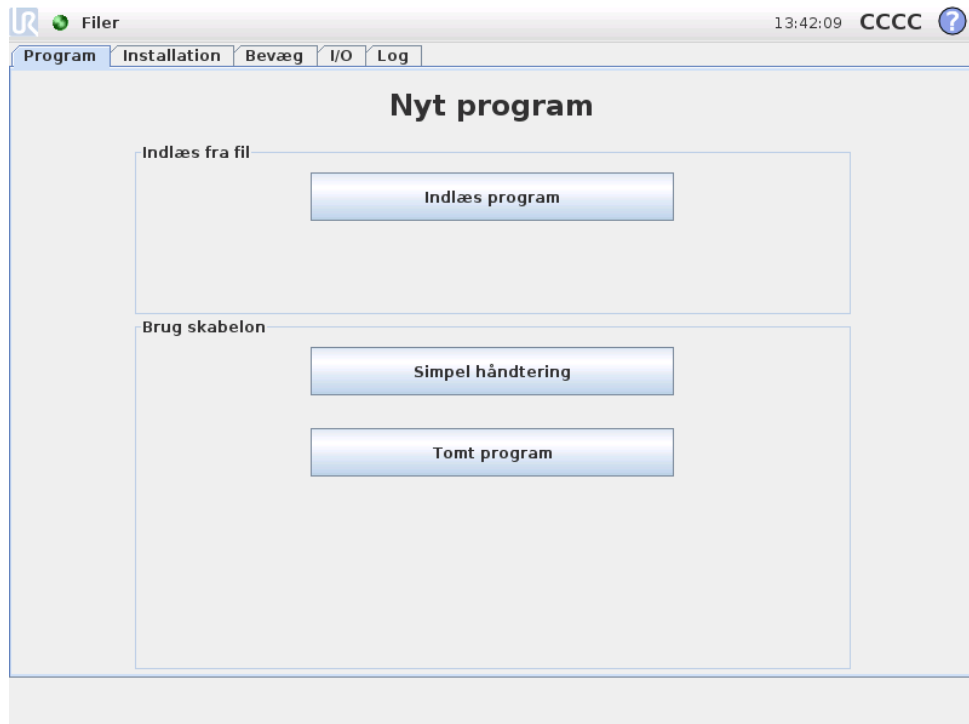 UR Filer 13:42:09 CCCC ?
Program Installation Bevæg I/O Log
Nyt program
Indlæs fra fil
Indlæs program
Brug skabelon
Simpel håndtering
Tomt program